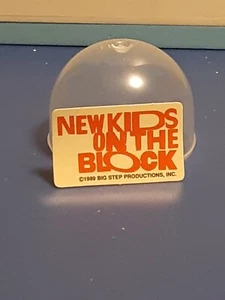 NEW KIDS
ON THE
BLOCK
©1989 BIG STEP PRODUCTIONS, INC.